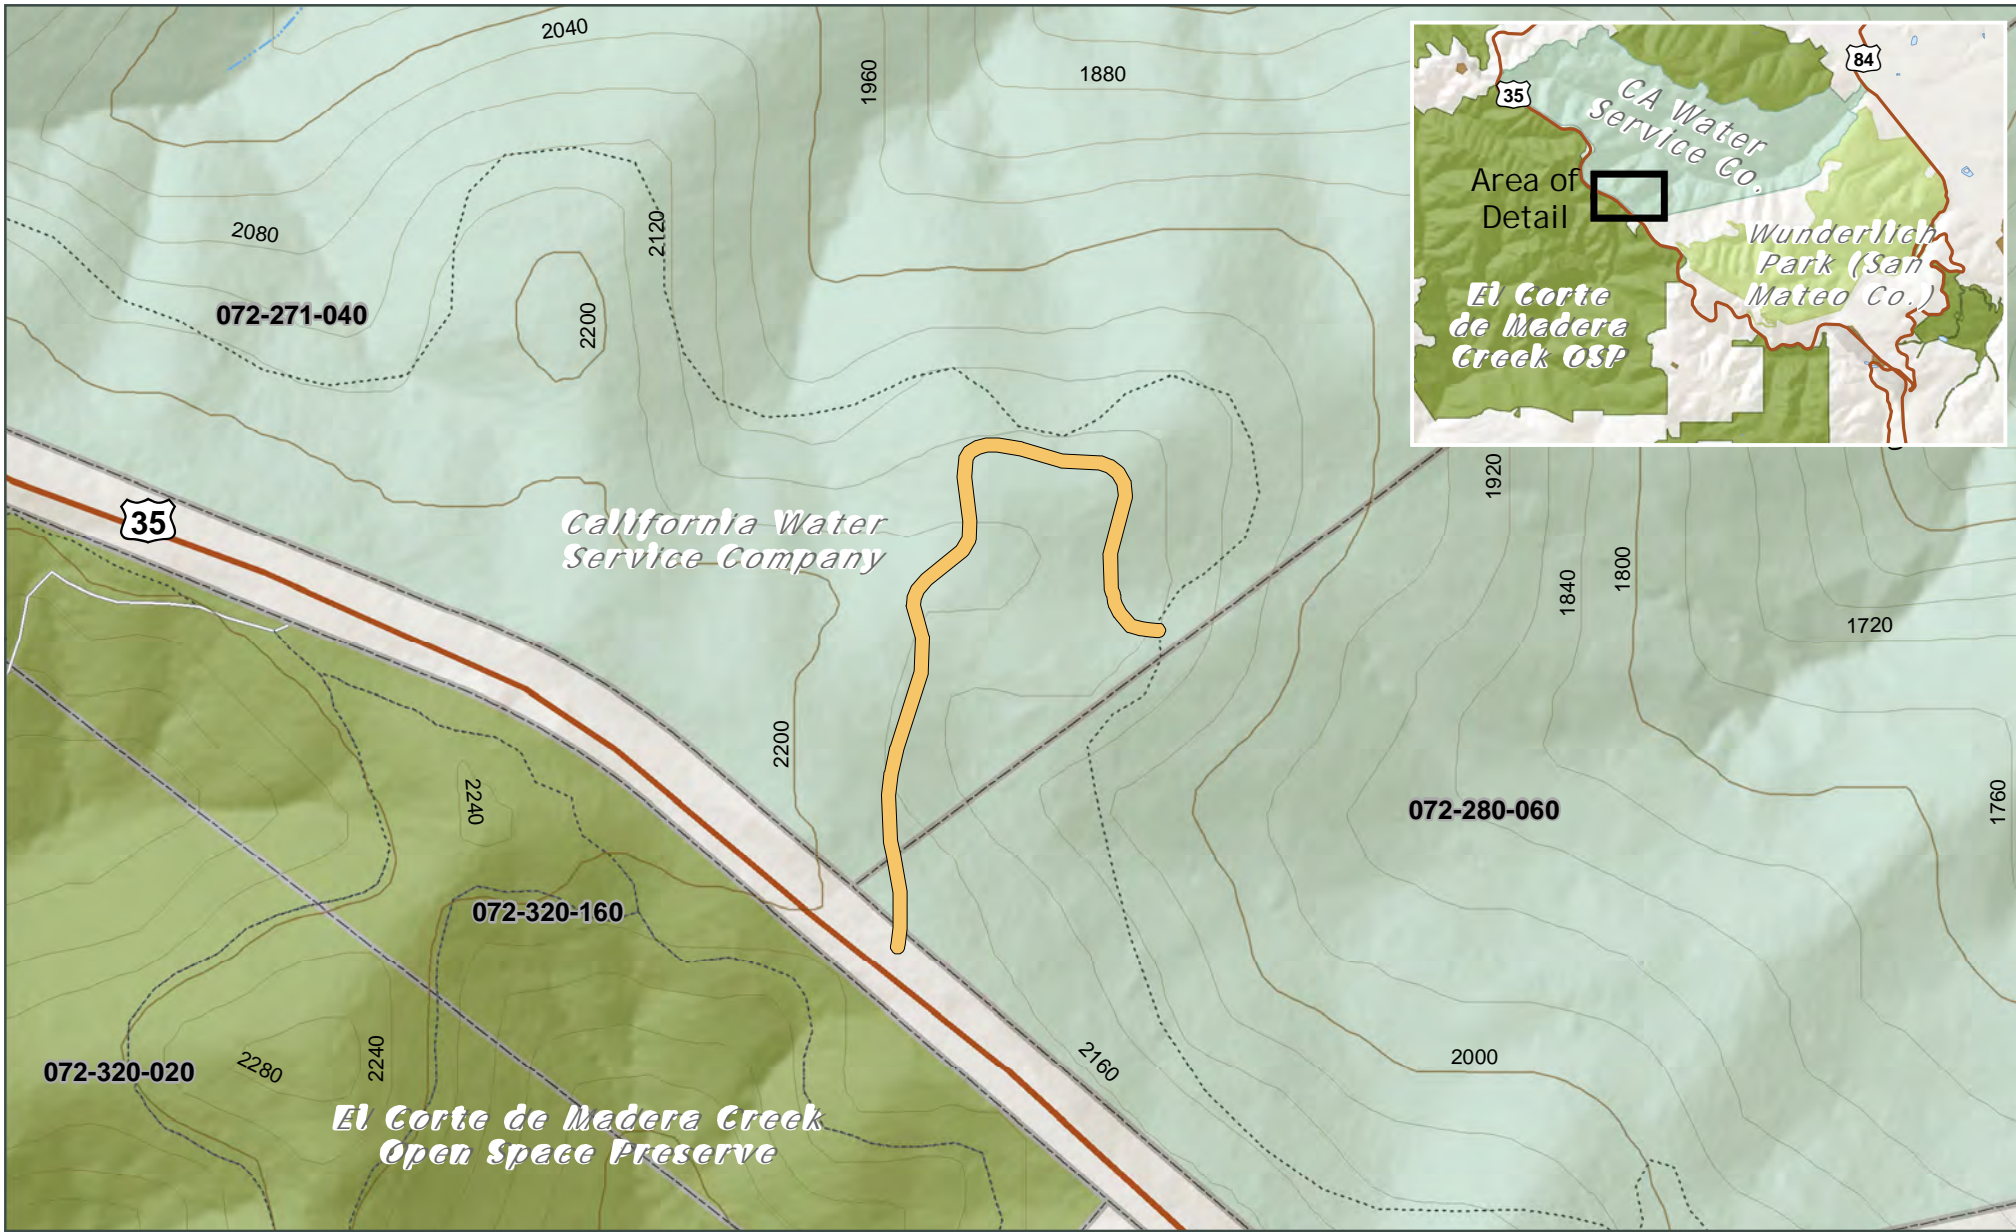 2040
1960
1880
2080
2120
072-271-040
2200
35
California Water
Service Company
1920
1800
1840
1720
2200
2240
072-280-060
1760
072-320-160
2160
2000
072-320-020
2280
2240
El Corte de Madera Creek
Open Space Preserve
84
35
CA Water
Service Co.
Area of
Detail
Wunderlich
Park (San
Mateo Co.)
El Corte
de Madera
Creek OSP